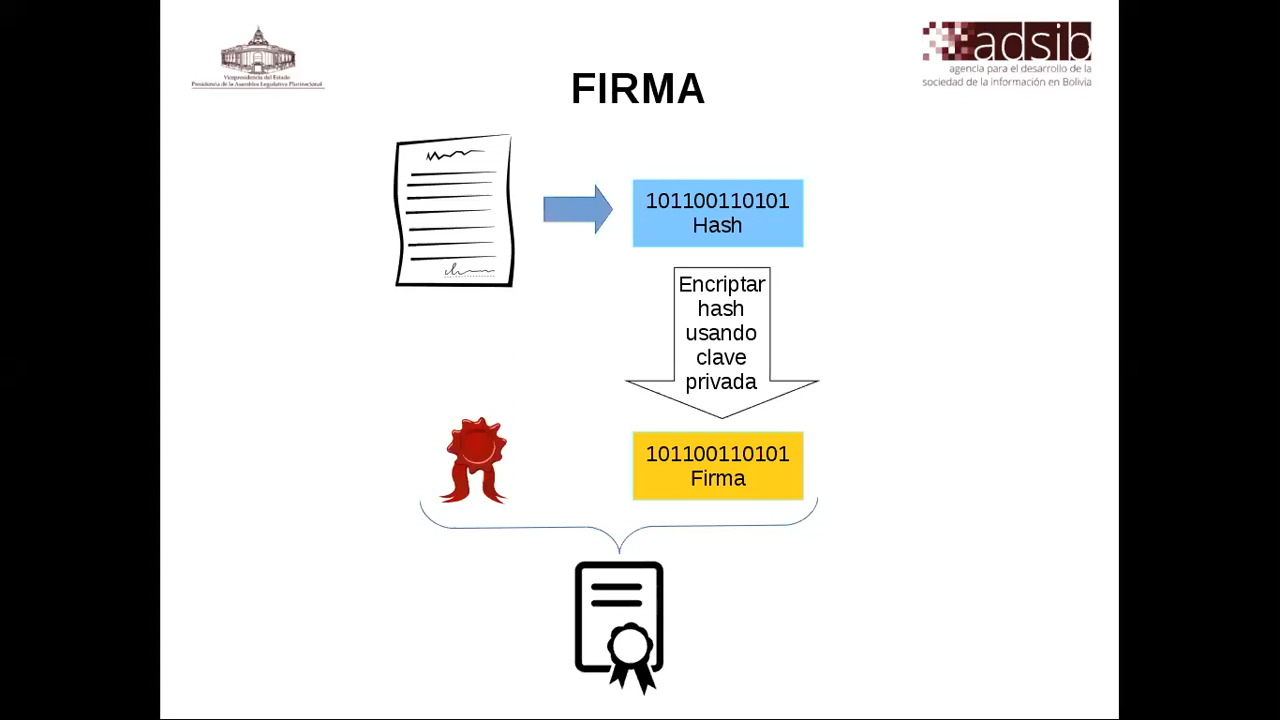 Vicepresidencia del Estado
Presidencia de la Asamblea Legislativa Plurinacional
adsib
agencia para el desarrollo de la
sociedad de la información en Bolivia
FIRMA
101100110101
Hash
Encriptar
hash
usando
clave
privada
101100110101
Firma